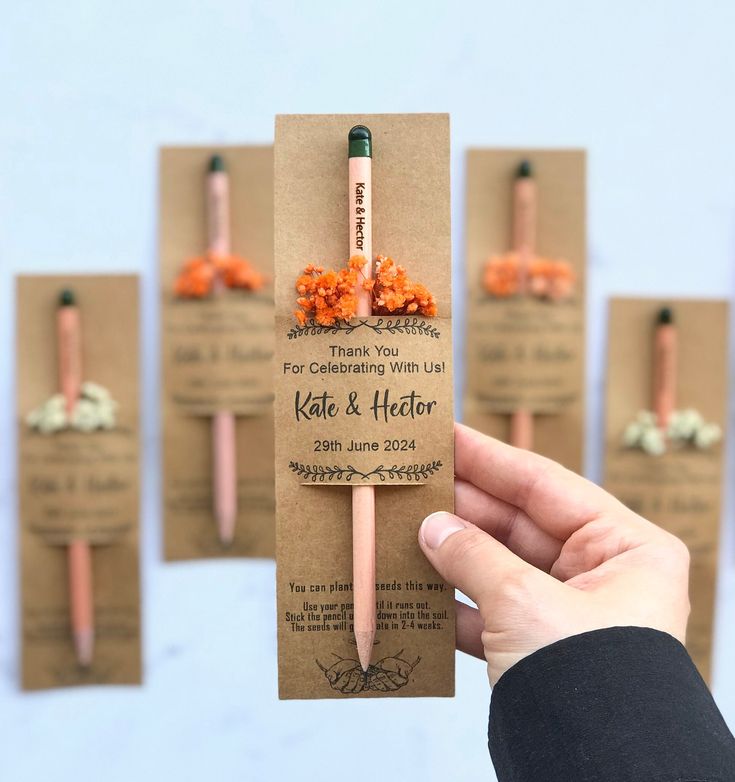 Kate & Hector
Thank You
For Celebrating With Us!
Kate & Hector
29th June 2024
You can plant seeds this way.
Use your pen til it runs out.
Stick the pencil u down into the soil.
The seeds will g ate in 2-4 weeks.